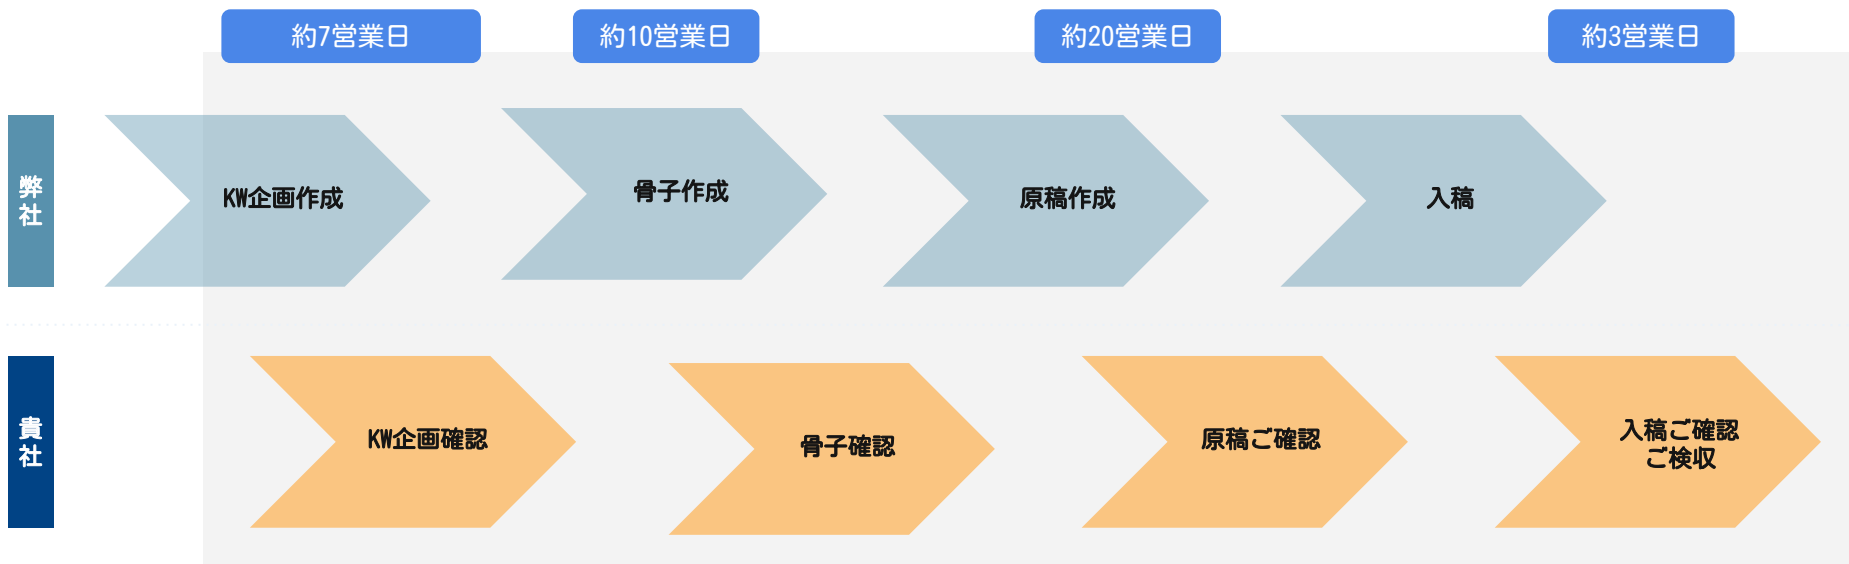 約7営業日
約10営業日
約20営業日
約3営業日
弊社
KW企画作成
骨子作成
原稿作成
入稿
貴社
KW企画確認
骨子確認
原稿ご確認
入稿ご確認
ご検収